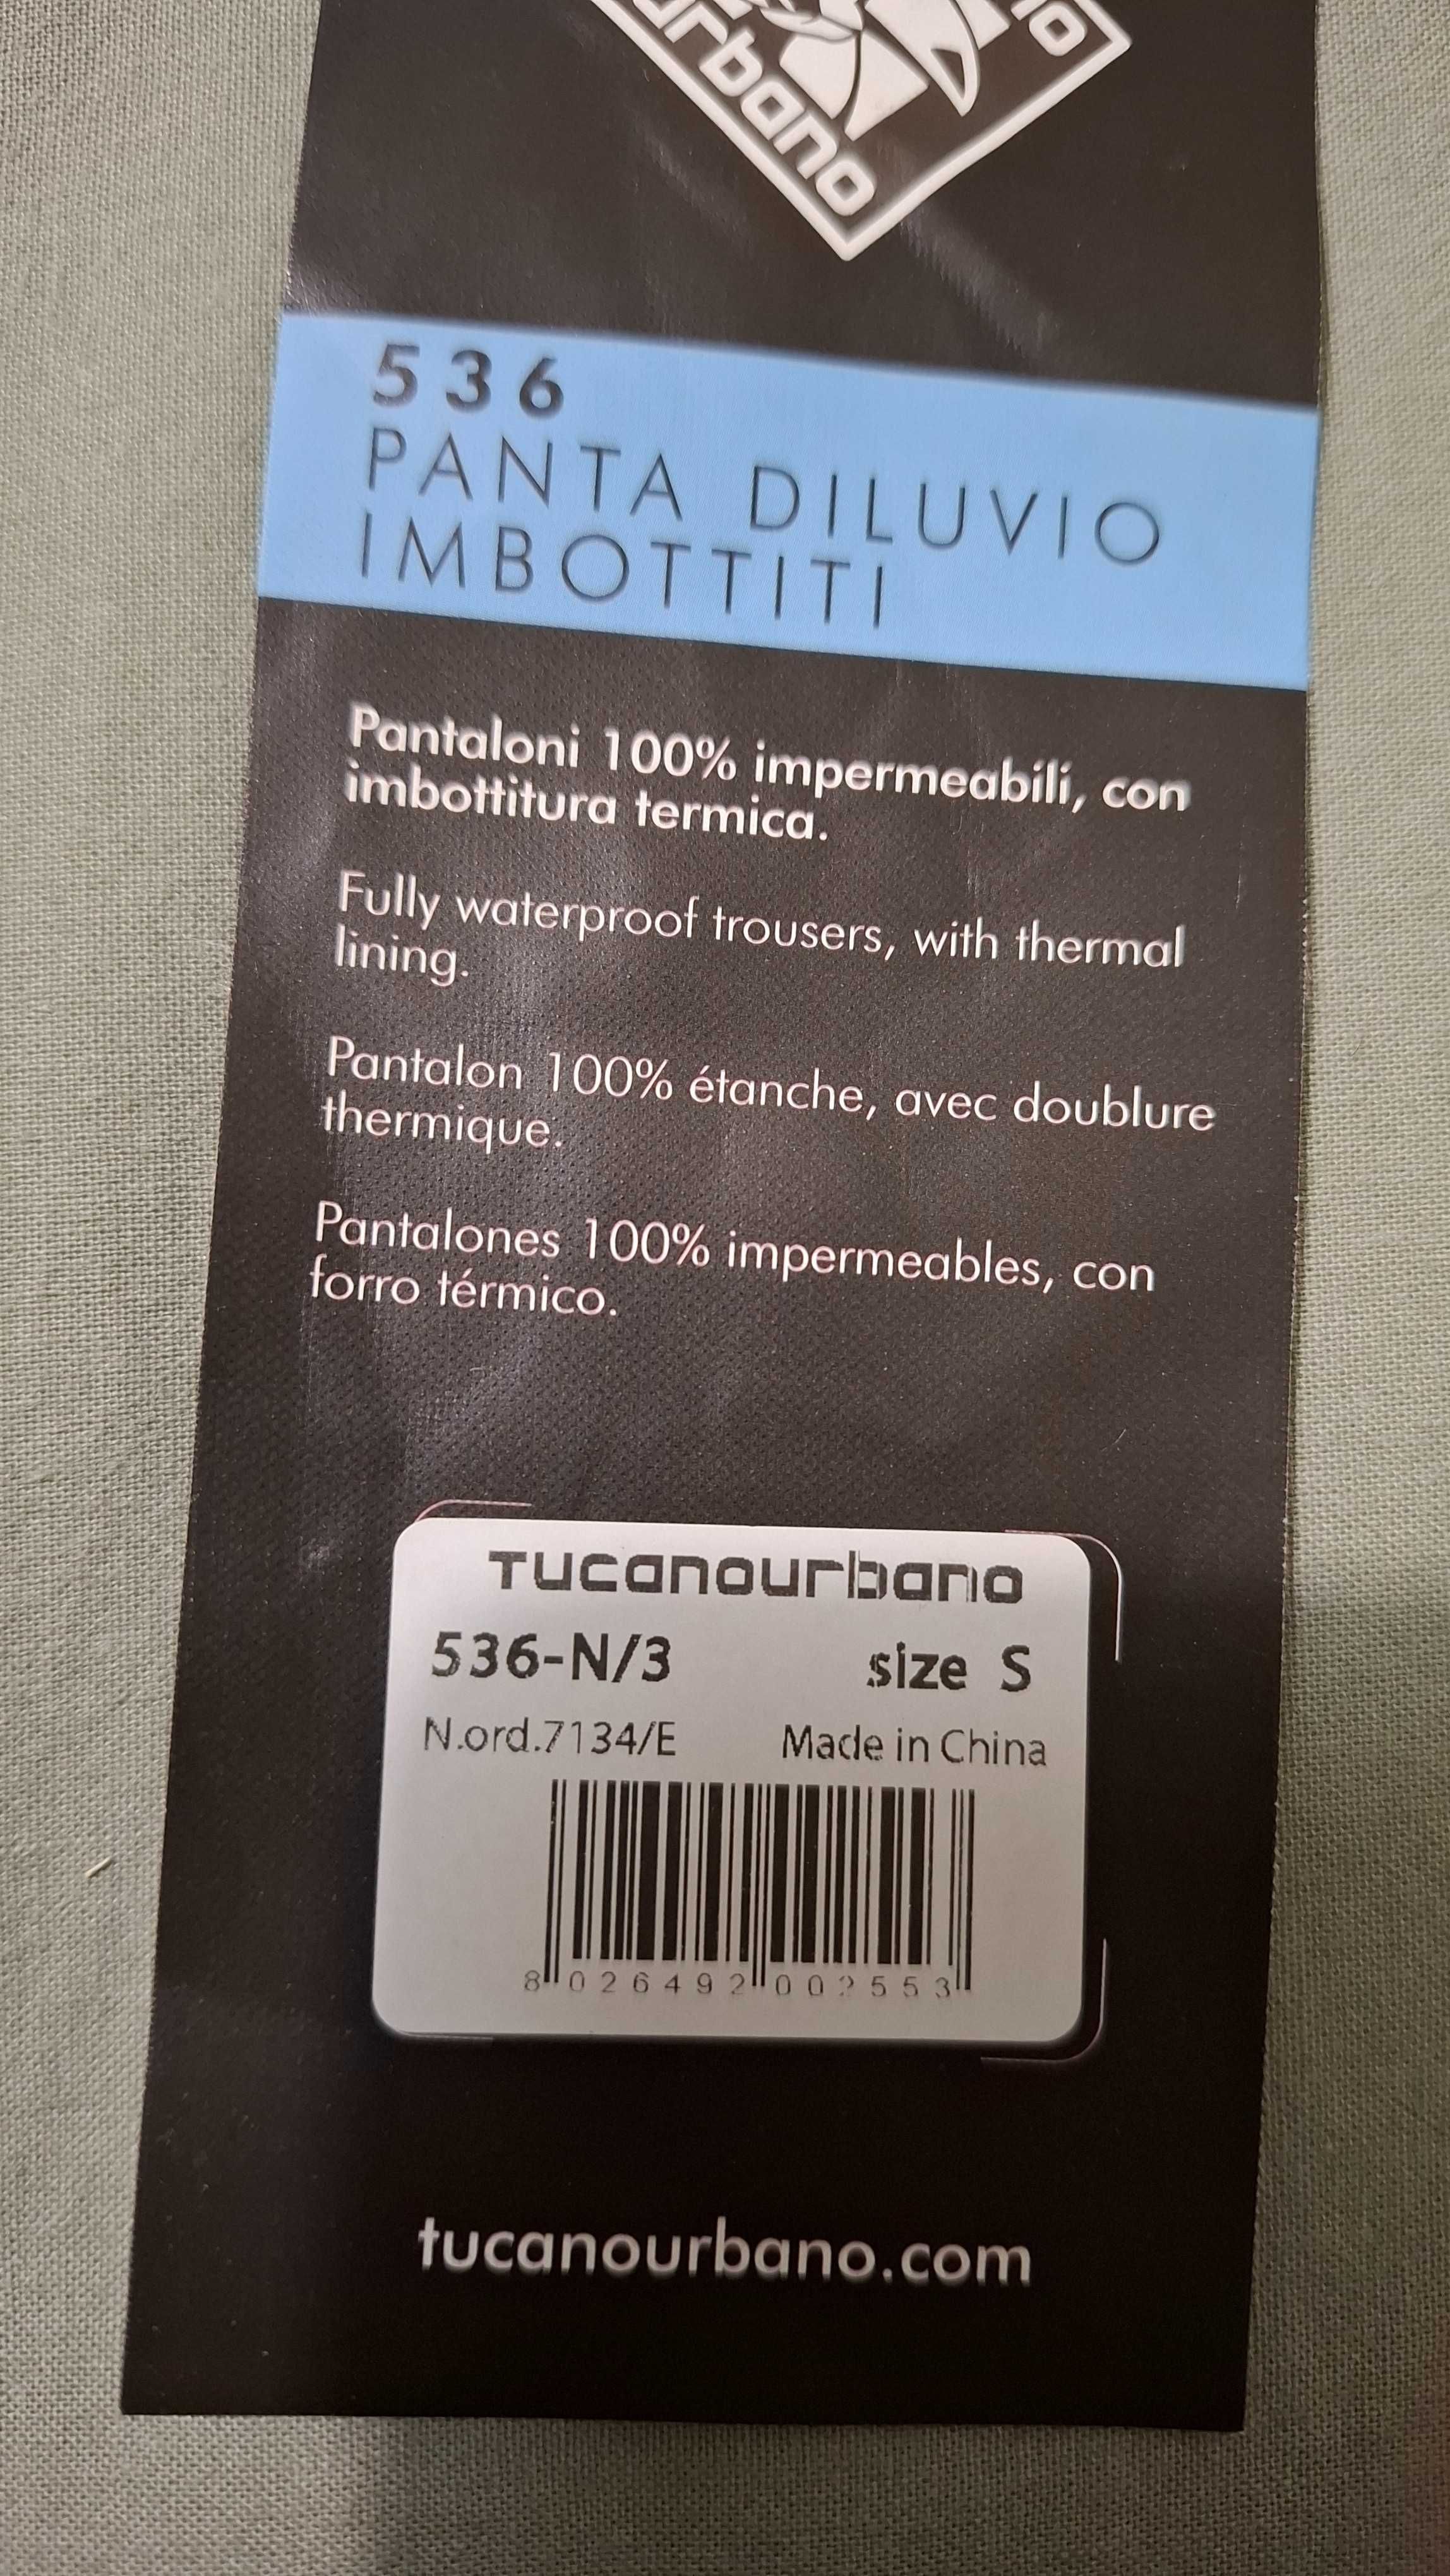 urbano
536
PANTA DILUVIO
IMBOTTITI
Pantaloni 100% impermeabili, con
imbottitura termica.
Fully waterproof trousers, with thermal
lining.
Pantalon 100% étanche, avec doublure
thermique.
Pantalones 100% impermeables, con
forro térmico.
TUCANOURBANO
536-N/3 size S
N.ord.7134/E Made in China
8 026492 002553
tucanourbano.com